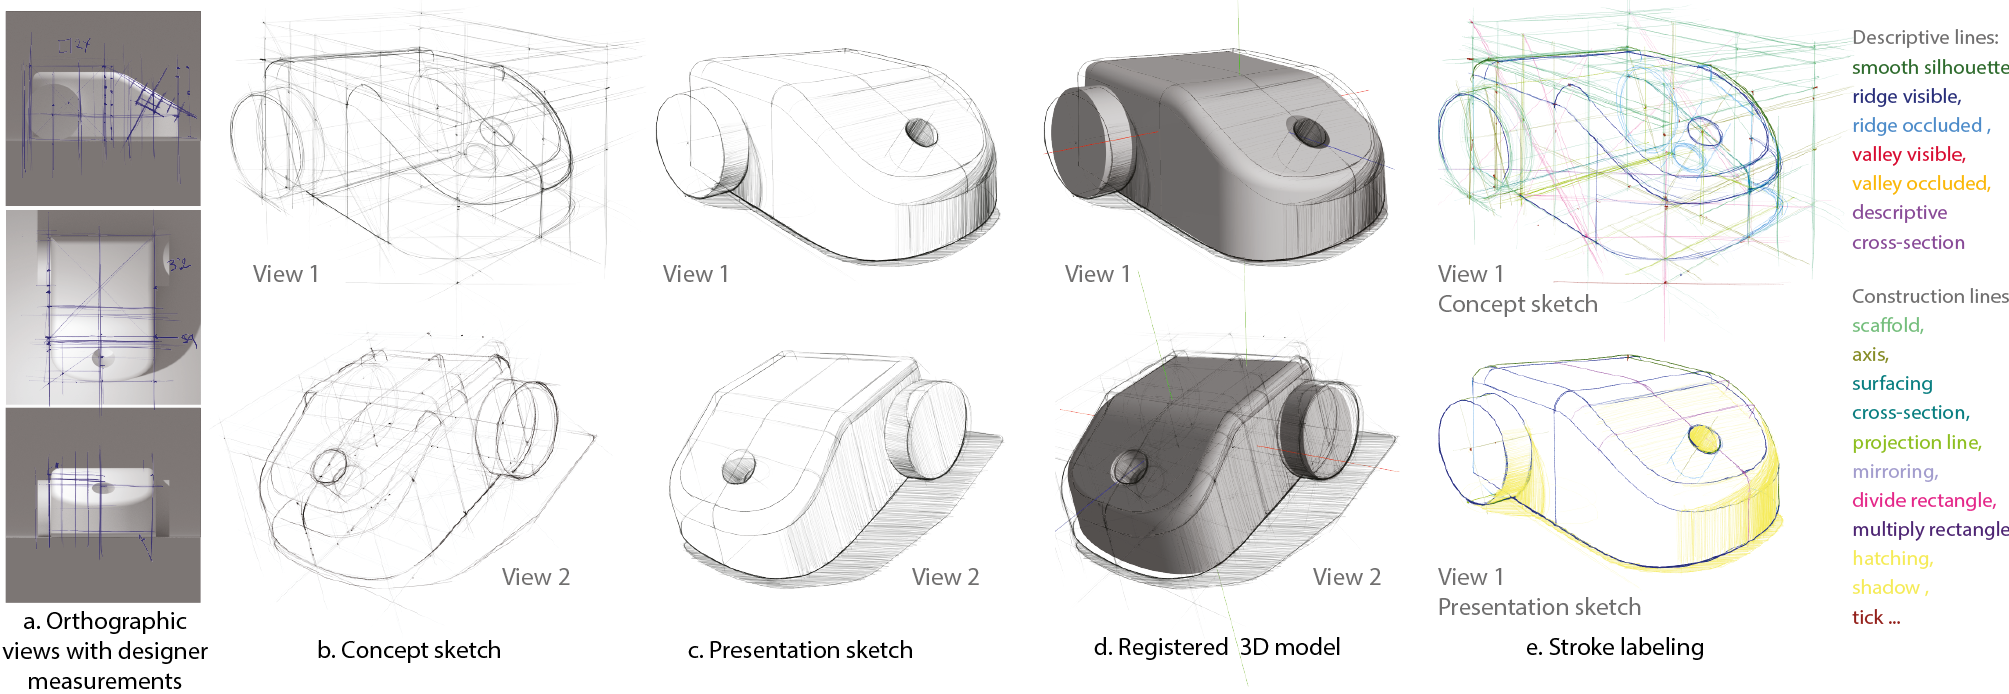 View 1
View 1
View 1
View 1
Concept sketch
View 2
View 2
View 2
View 1
Presentation sketch
Descriptive lines:
smooth silhouette
ridge visible,
ridge occluded ,
valley visible,
valley occluded,
descriptive
cross-section
Construction lines
scaffold,
axis,
surfacing
cross-section,
projection line,
mirroring,
divide rectangle,
multiply rectangle
hatching,
shadow ,
tick ...
a. Orthographic
views with designer
measurements
b. Concept sketch
c. Presentation sketch
d. Registered 3D model
e. Stroke labeling